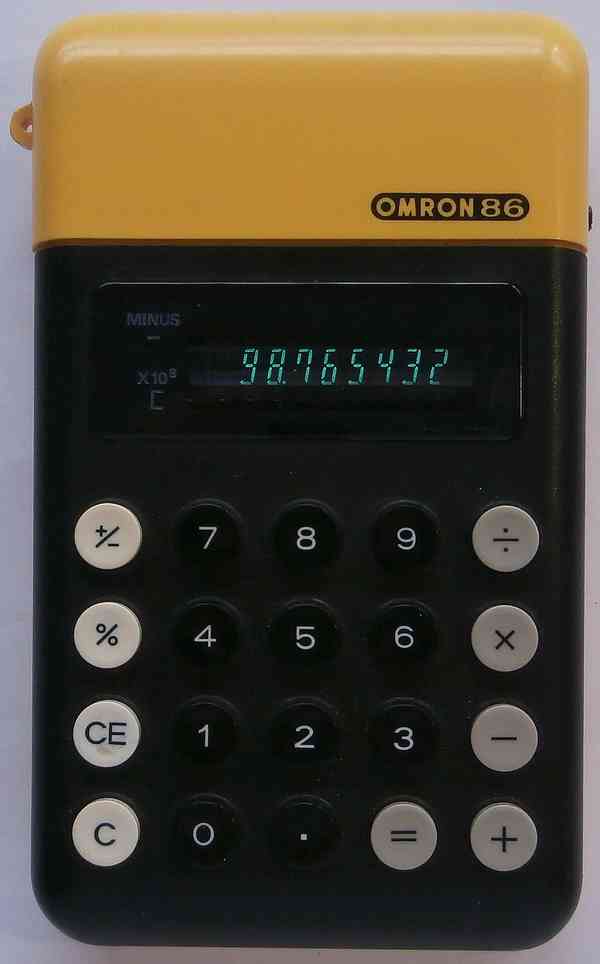 OMRON 86
MINUS
−
98.765432
X10⁸
C
+/− 7 8 9 ÷
% 4 5 6 ×
CE 1 2 3 −
C 0 . = +